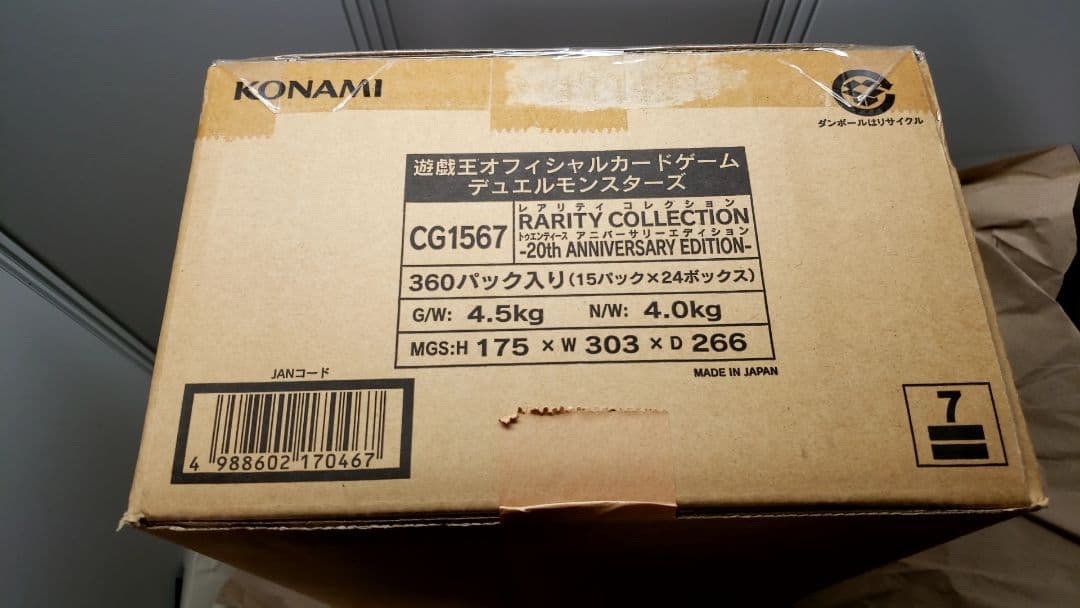 KONAMI
ダンボールはリサイクル
遊戯王オフィシャルカードゲーム
デュエルモンスターズ
CG1567
レアリティ コレクション
RARITY COLLECTION
トゥエンティース アニバーサリーエディション
-20th ANNIVERSARY EDITION-
360パック入り(15パック×24ボックス)
G/W: 4.5kg N/W: 4.0kg
MGS:H 175 × W 303 × D 266
MADE IN JAPAN
JANコード
4 988602 170467
7